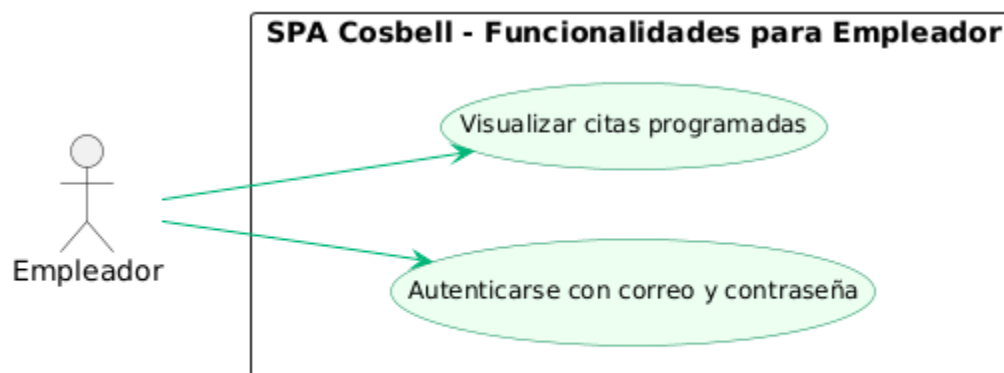 SPA Cosbell - Funcionalidades para Empleador
Visualizar citas programadas
Empleador
Autenticarse con correo y contraseña